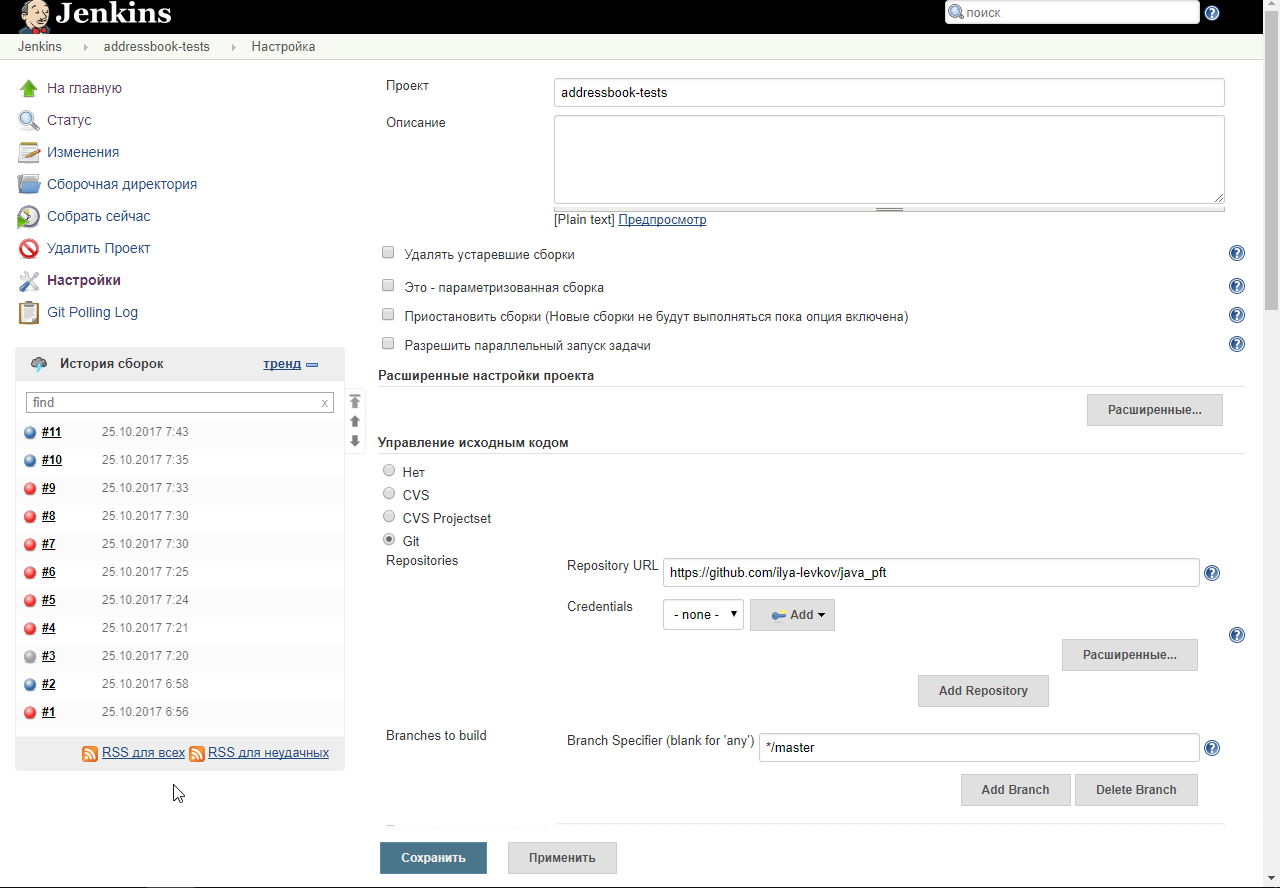 Jenkins
поиск
Jenkins addressbook-tests Настройка
На главную
Статус
Изменения
Сборочная директория
Собрать сейчас
Удалить Проект
Настройки
Git Polling Log
История сборок тренд
find x
#11 25.10.2017 7:43
#10 25.10.2017 7:35
#9 25.10.2017 7:33
#8 25.10.2017 7:30
#7 25.10.2017 7:30
#6 25.10.2017 7:25
#5 25.10.2017 7:24
#4 25.10.2017 7:21
#3 25.10.2017 7:20
#2 25.10.2017 6:58
#1 25.10.2017 6:56
RSS для всех RSS для неудачных
Проект addressbook-tests
Описание
[Plain text] Предпросмотр
Удалять устаревшие сборки
Это - параметризованная сборка
Приостановить сборки (Новые сборки не будут выполняться пока опция включена)
Разрешить параллельный запуск задачи
Расширенные настройки проекта
Расширенные...
Управление исходным кодом
Нет
CVS
CVS Projectset
Git
Repositories
Repository URL https://github.com/ilya-levkov/java_pft
Credentials - none - Add
Расширенные...
Add Repository
Branches to build
Branch Specifier (blank for 'any') */master
Add Branch Delete Branch
Сохранить Применить